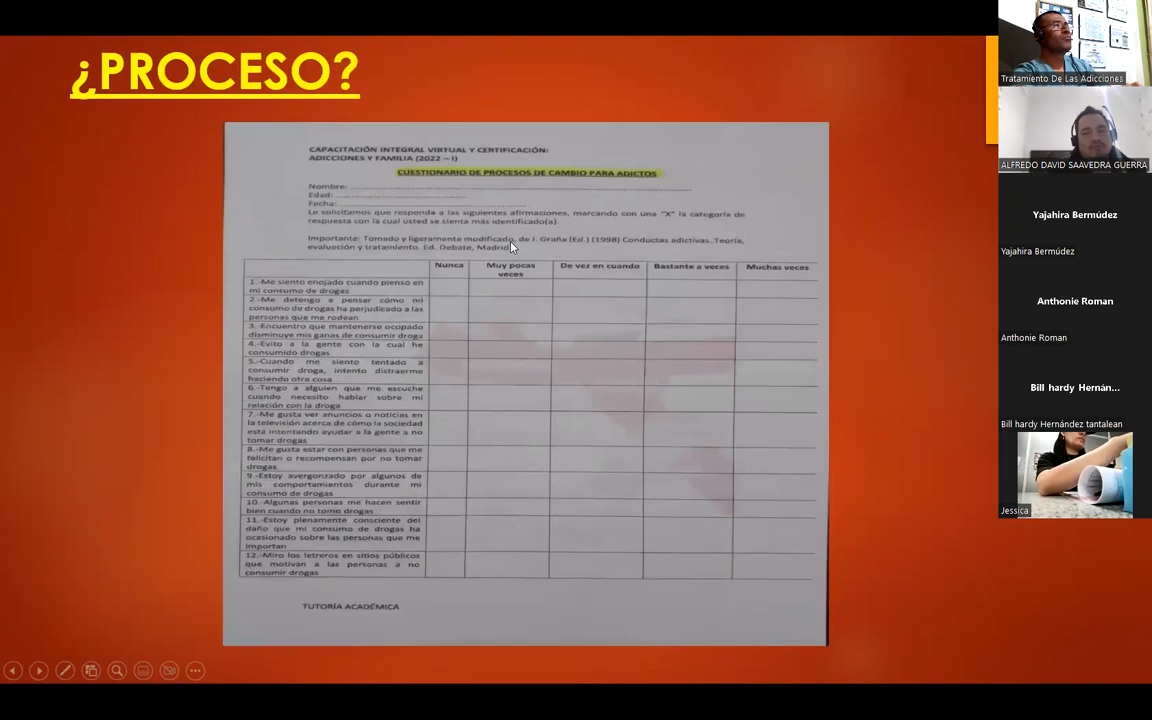 ¿PROCESO?
CAPACITACIÓN INTEGRAL VIRTUAL Y CERTIFICACIÓN:
ADICCIONES Y FAMILIA (2022 – I)
CUESTIONARIO DE PROCESOS DE CAMBIO PARA ADICTOS
Nombre:
Edad:
Fecha:
Le solicitamos que responda a las siguientes afirmaciones, marcando con una "X" la categoría de
respuesta con la cual usted se sienta más identificado(a).
Importante: Tomado y ligeramente modificado, de J. Graña (Ed.) (1998) Conductas adictivas. Teoría,
evaluación y tratamiento. Ed. Debate, Madrid
Nunca
Muy pocas
veces
De vez en cuando
Bastante a veces
Muchas veces
1.-Me siento enojado cuando pienso en
mi consumo de drogas
2.-Me detengo a pensar cómo mi
consumo de drogas ha perjudicado a las
personas que me rodean
3.-Encuentro que mantenerse ocupado
disminuye mis ganas de consumir droga
4.-Evito a la gente con la cual he
consumido drogas
5.-Cuando me siento tentado a
consumir droga, intento distraerme
haciendo otra cosa
6.-Tengo a alguien que me escuche
cuando necesito hablar sobre mi
relación con la droga
7.-Me gusta ver anuncios o noticias en
la televisión acerca de cómo la sociedad
está intentando ayudar a la gente a no
tomar drogas
8.-Me gusta estar con personas que me
felicitan o recompensan por no tomar
drogas
9.-Estoy avergonzado por algunos de
mis comportamientos durante mi
consumo de drogas
10.-Algunas personas me hacen sentir
bien cuando no tomo drogas
11.-Estoy plenamente consciente del
daño que mi consumo de drogas ha
ocasionado sobre las personas que me
importan
12.-Miro los letreros en sitios públicos
que motivan a las personas a no
consumir drogas
TUTORÍA ACADÉMICA
Tratamiento De Las Adicciones
ALFREDO DAVID SAAVEDRA GUERRA
Yajahira Bermúdez
Yajahira Bermúdez
Anthonie Roman
Anthonie Roman
Bill hardy Hernán...
Bill hardy Hernández tantalean
Jessica